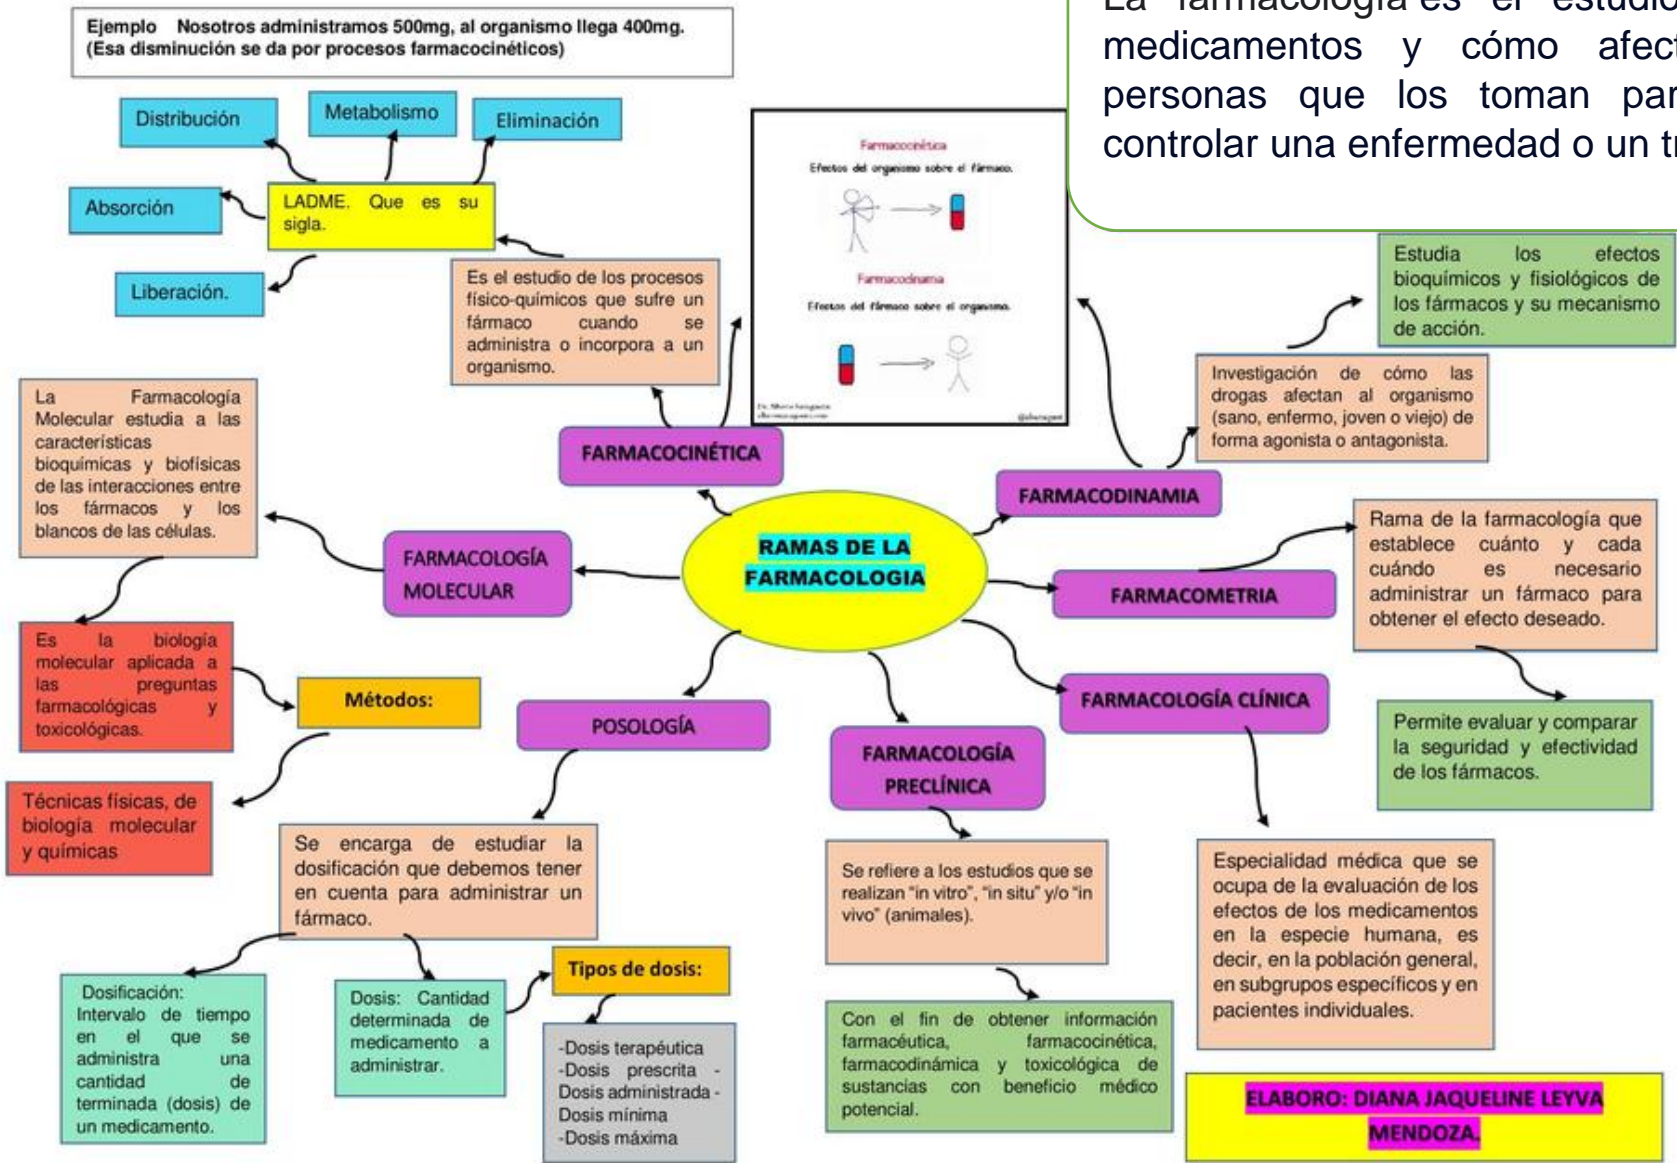 Ejemplo Nosotros administramos 500mg, al organismo llega 400mg.
(Esa disminución se da por procesos farmacocinéticos)
La farmacología es el estudio
medicamentos y cómo
personas que los toman
controlar una enfermedad o un
Distribución
Metabolismo
Eliminación
Absorción
LADME. Que es su
sigla.
Liberación.
Es el estudio de los procesos
físico-químicos que sufre un
fármaco cuando se
administra o incorpora a un
organismo.
Farmacocinética
Efectos del organismo sobre el fármaco.
Farmacodinamia
Efectos del fármaco sobre el organismo.
Estudia los efectos
bioquímicos y fisiológicos de
los fármacos y su mecanismo
de acción.
Investigación de cómo las
drogas afectan al organismo
(sano, enfermo, joven o viejo) de
forma agonista o antagonista.
La Farmacología
Molecular estudia a las
características
bioquímicas y biofísicas
de las interacciones entre
los fármacos y los
blancos de las células.
FARMACOCINÉTICA
FARMACODINAMIA
RAMAS DE LA
FARMACOLOGIA
FARMACOLOGÍA
MOLECULAR
FARMACOMETRIA
Rama de la farmacología que
establece cuánto y cada
cuándo es necesario
administrar un fármaco para
obtener el efecto deseado.
Es la biología
molecular aplicada a
las preguntas
farmacológicas y
toxicológicas.
Métodos:
POSOLOGÍA
FARMACOLOGÍA
PRECLÍNICA
FARMACOLOGÍA CLÍNICA
Permite evaluar y comparar
la seguridad y efectividad
de los fármacos.
Técnicas físicas, de
biología molecular
y químicas
Se encarga de estudiar la
dosificación que debemos tener
en cuenta para administrar un
fármaco.
Se refiere a los estudios que se
realizan “in vitro”, “in situ” y/o “in
vivo” (animales).
Especialidad médica que se
ocupa de la evaluación de los
efectos de los medicamentos
en la especie humana, es
decir, en la población general,
en subgrupos específicos y en
pacientes individuales.
Dosificación:
Intervalo de tiempo
en el que se
administra una
cantidad de
terminada (dosis) de
un medicamento.
Dosis: Cantidad
determinada de
medicamento a
administrar.
Tipos de dosis:
-Dosis terapéutica
-Dosis prescrita -
Dosis administrada -
Dosis mínima
-Dosis máxima
Con el fin de obtener información
farmacéutica, farmacocinética,
farmacodinámica y toxicológica de
sustancias con beneficio médico
potencial.
ELABORO: DIANA JAQUELINE LEYVA
MENDOZA.